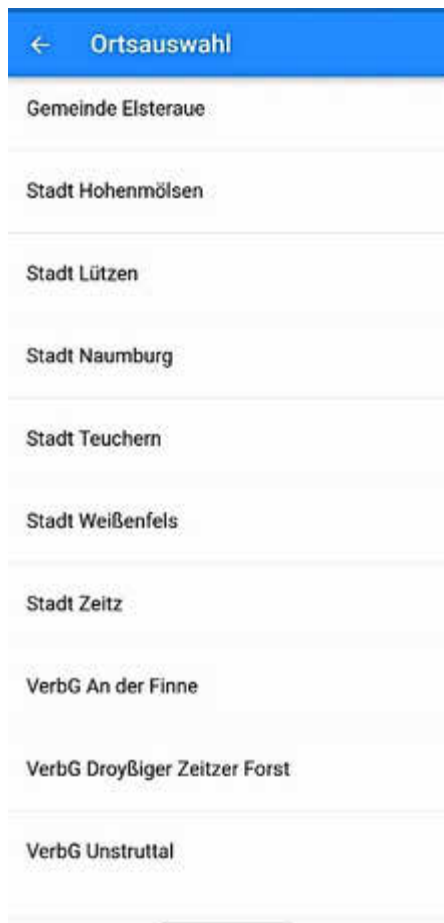 Ortsauswahl
Gemeinde Elsteraue
Stadt Hohenmölsen
Stadt Lützen
Stadt Naumburg
Stadt Teuchern
Stadt Weißenfels
Stadt Zeitz
VerbG An der Finne
VerbG Droyßiger Zeitzer Forst
VerbG Unstruttal